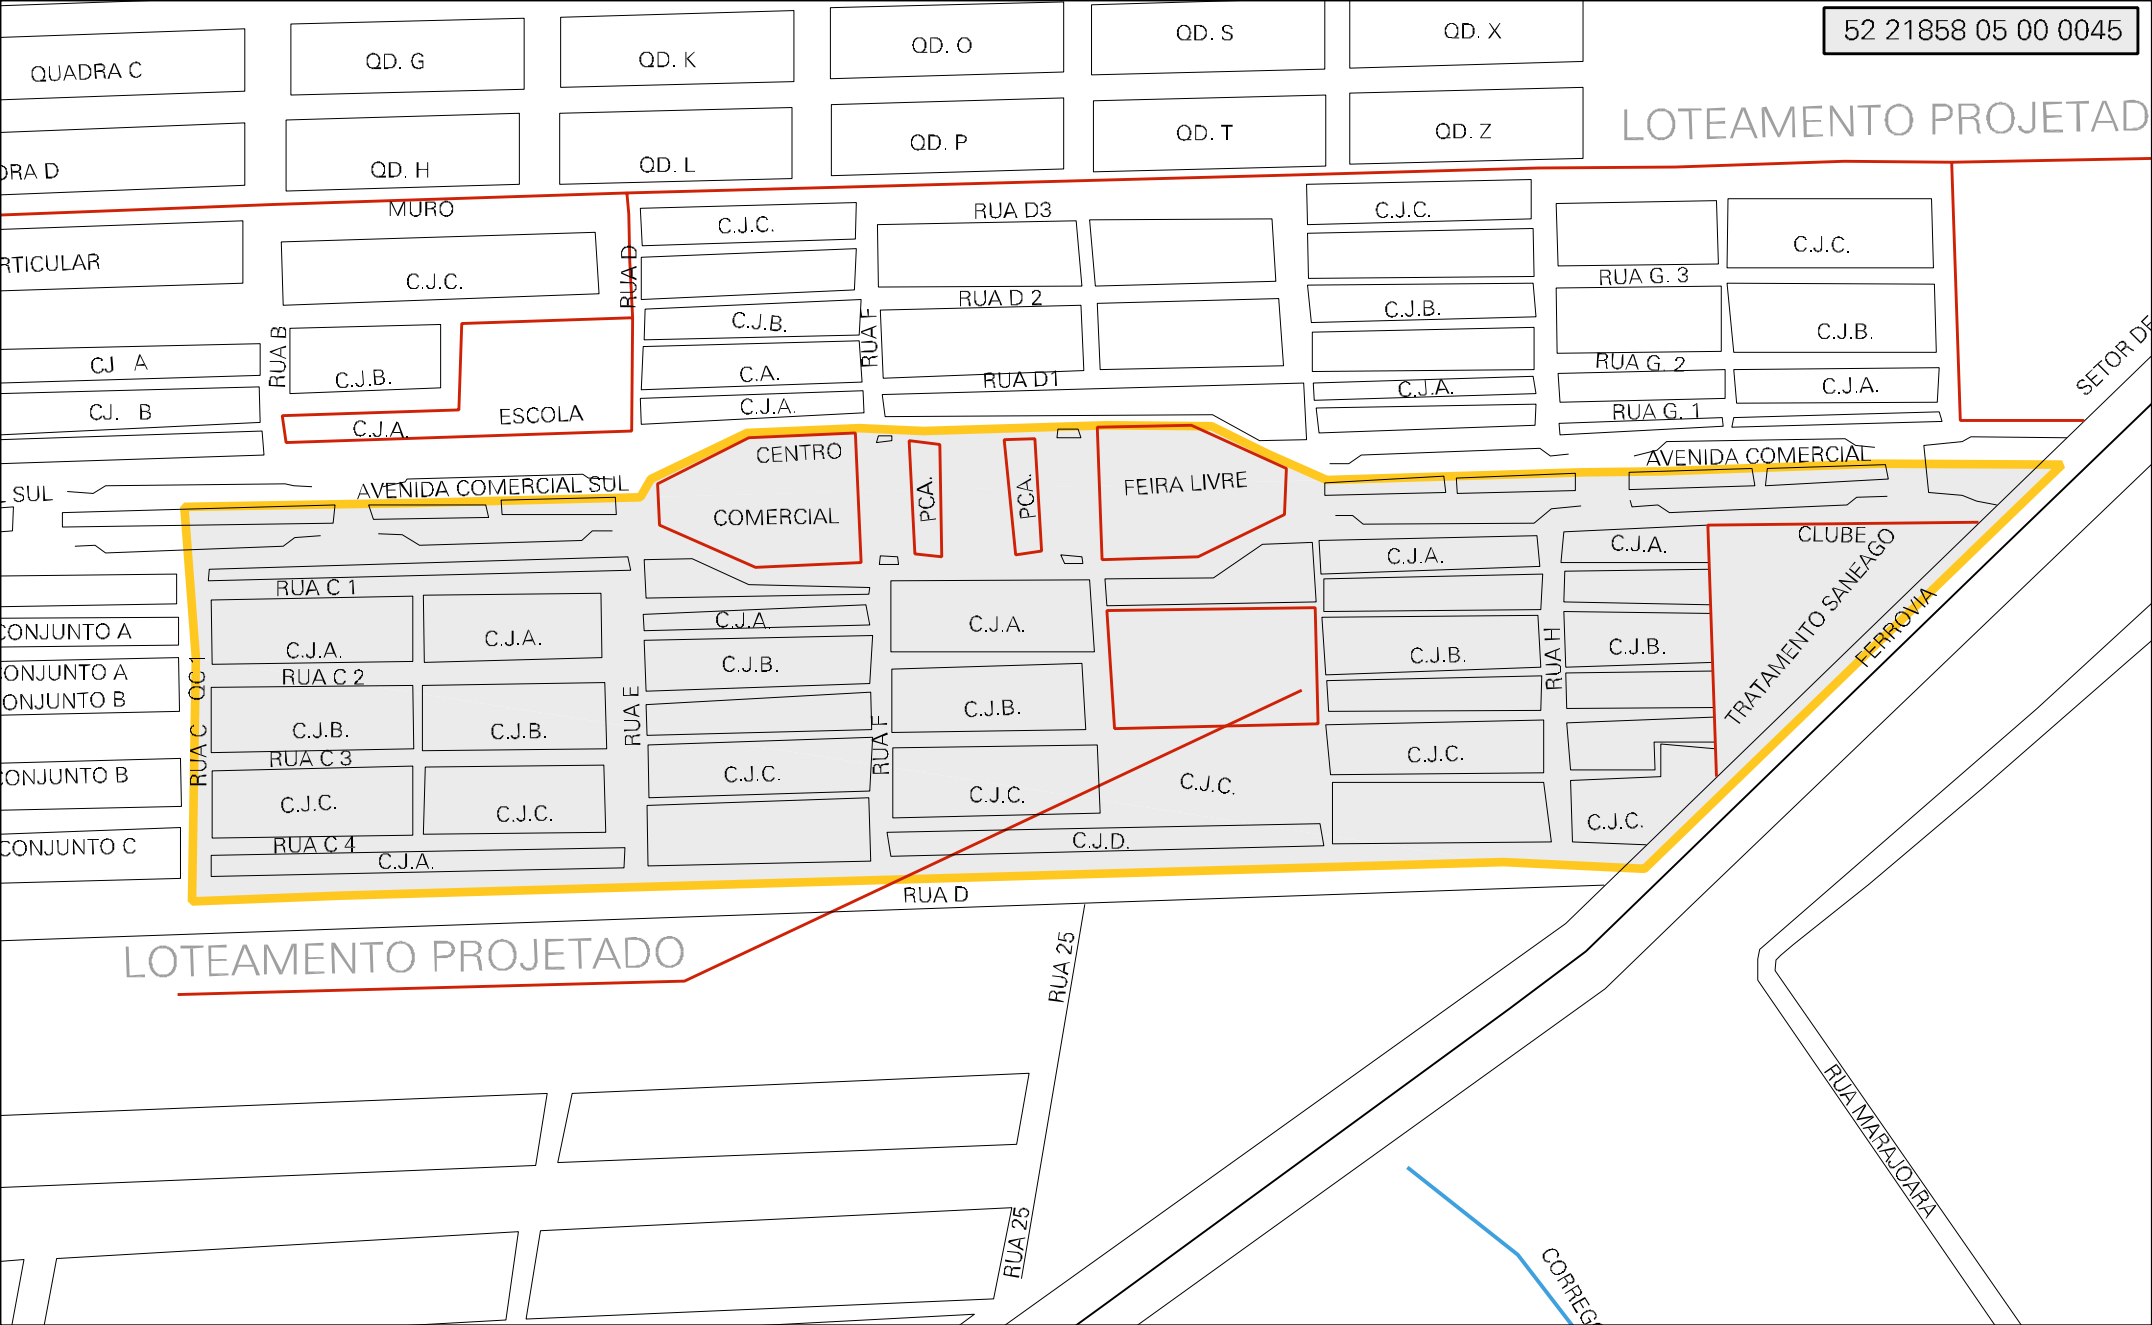 52 21858 05 00 0045
QD. S
QD. X
QD. O
QD. G
QD. K
QUADRA C
LOTEAMENTO PROJETAD
QD. T
QD. Z
QD. P
QD. L
QD. H
DRA D
MURO
RUA D3
C.J.C.
C.J.C.
C.J.C.
RTICULAR
C.J.C.
RUA D
RUA G. 3
RUA D 2
C.J.B.
C.J.B.
C.J.B.
RUA F
RUA B
CJ A
C.J.B.
C.A.
RUA D1
RUA G. 2
SETOR DE
C.J.A.
C.J.A.
C.J.A.
CJ. B
ESCOLA
RUA G. 1
C.J.A.
CENTRO
AVENIDA COMERCIAL
FEIRA LIVRE
AVENIDA COMERCIAL SUL
SUL
PCA.
PCA.
COMERCIAL
CLUBE
C.J.A.
C.J.A.
RUA C 1
TRATAMENTO SANEAGO
FERROVIA
CONJUNTO A
C.J.A.
C.J.A.
C.J.A.
C.J.A.
C.J.B.
C.J.B.
C.J.B.
RUA H
ONJUNTO A
RUA C 2
QC 1
ONJUNTO B
C.J.B.
RUA E
C.J.B.
C.J.B.
RUA F
RUA C
RUA C 3
C.J.C.
CONJUNTO B
C.J.C.
C.J.C.
C.J.C.
C.J.C.
C.J.C.
C.J.C.
RUA C 4
CONJUNTO C
C.J.A.
C.J.D.
RUA D
LOTEAMENTO PROJETADO
RUA 25
RUA MARAJOARA
RUA 25
CORREG